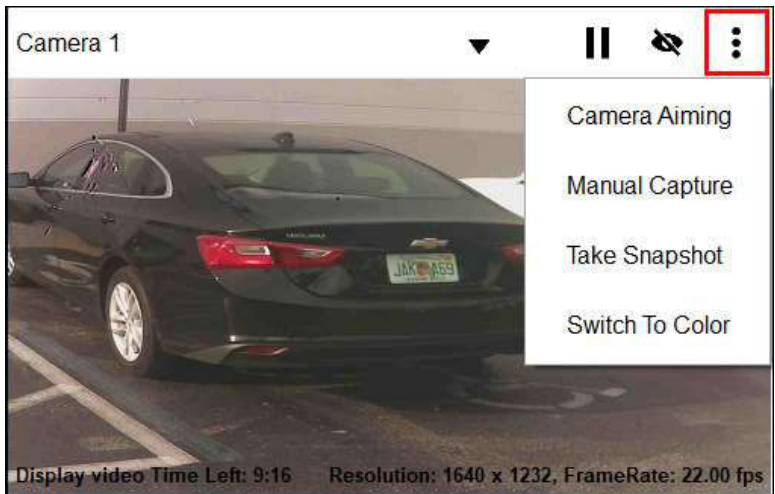 Camera 1
Camera Aiming
Manual Capture
Take Snapshot
Switch To Color
JAK A69
Display video Time Left: 9:16 Resolution: 1640 x 1232, FrameRate: 22.00 fps